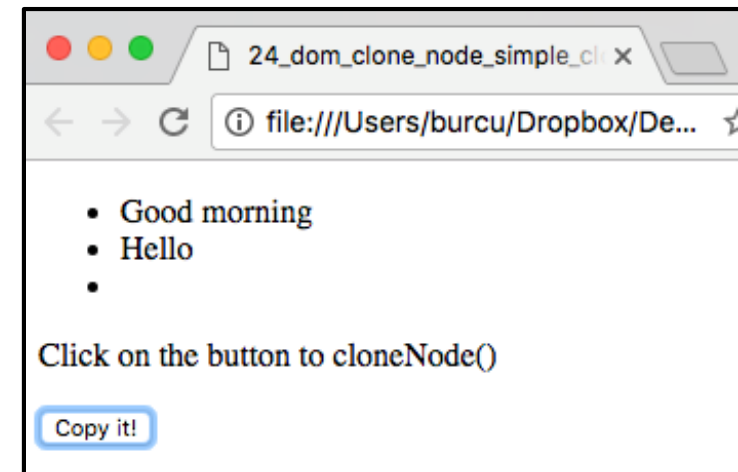 24_dom_clone_node_simple_cl
file:///Users/burcu/Dropbox/De...
• Good morning
• Hello
•
Click on the button to cloneNode()
Copy it!